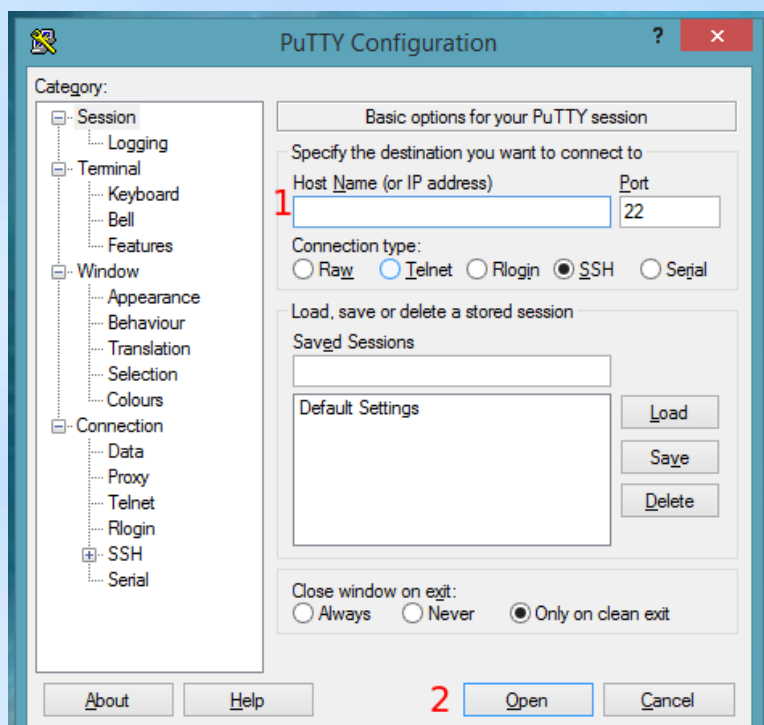 PuTTY Configuration
?
×
Category:
Session
Logging
Terminal
Keyboard
Bell
Features
Window
Appearance
Behaviour
Translation
Selection
Colours
Connection
Data
Proxy
Telnet
Rlogin
SSH
Serial
Basic options for your PuTTY session
Specify the destination you want to connect to
Host Name (or IP address) Port
1 22
Connection type:
Raw Telnet Rlogin SSH Serial
Load, save or delete a stored session
Saved Sessions
Default Settings
Load
Save
Delete
Close window on exit:
Always Never Only on clean exit
About Help 2 Open Cancel